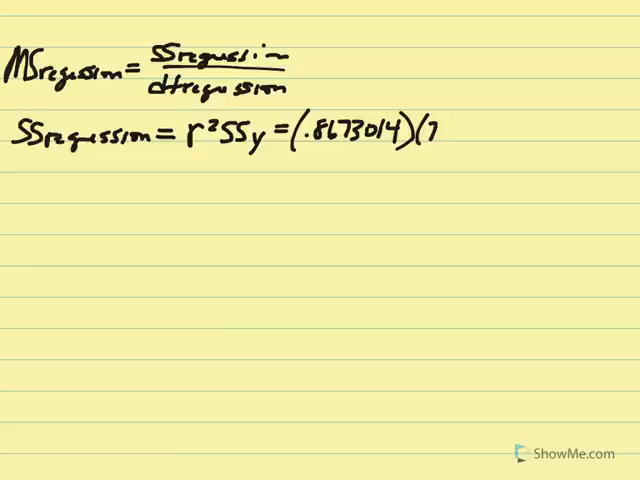 MSregression = SSregression / dfregression
SSregression = r²SSy = (.8673014)(7
ShowMe.com